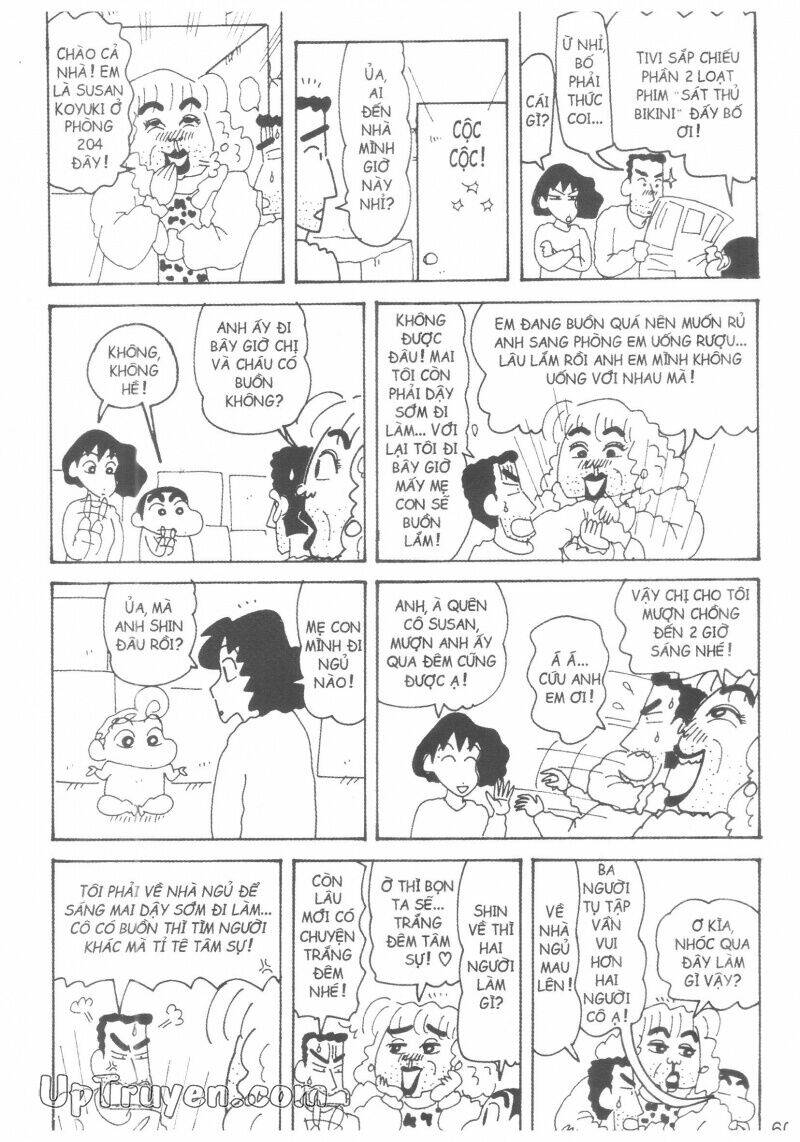 TIVI SẮP CHIẾU
PHẦN 2 LOẠT
PHIM "SÁT THỦ
BIKINI" ĐẤY BỐ
ƠI!
Ừ NHỈ,
BỐ
PHẢI
THỨC
COI...
CÁI
GÌ?
CỘC
CỘC!
ỦA,
AI
ĐẾN
NHÀ
MÌNH
GIỜ
NÀY
NHỈ?
CHÀO CẢ
NHÀ! EM
LÀ SUSAN
KOYUKI Ở
PHÒNG
204
ĐÂY!
EM ĐANG BUỒN QUÁ NÊN MUỐN RỦ
ANH SANG PHÒNG EM UỐNG RƯỢU...
LÂU LẮM RỒI ANH EM MÌNH KHÔNG
UỐNG VỚI NHAU MÀ!
KHÔNG
ĐƯỢC
ĐÂU! MAI
TÔI CÒN
PHẢI DẬY
SỚM ĐI
LÀM... VỚI
LẠI TÔI ĐI
BÂY GIỜ
MẤY MẸ
CON SẼ
BUỒN
LẮM!
ANH ẤY ĐI
BÂY GIỜ CHỊ
VÀ CHÁU CÓ
BUỒN
KHÔNG?
KHÔNG,
KHÔNG
HỀ!
VẬY CHỊ CHO TÔI
MƯỢN CHỒNG
ĐẾN 2 GIỜ
SÁNG NHÉ!
Á Á...
CỨU ANH
EM ƠI!
ANH, À QUÊN
CÔ SUSAN,
MƯỢN ANH ẤY
QUA ĐÊM CŨNG
ĐƯỢC Ạ!
MẸ CON
MÌNH ĐI
NGỦ
NÀO!
ỦA, MÀ
ANH SHIN
ĐÂU RỒI?
Ơ KÌA,
NHÓC QUA
ĐÂY LÀM
GÌ VẬY?
BA
NGƯỜI
TỤ TẬP
VẪN
VUI
HƠN
HAI
NGƯỜI
CÔ Ạ!
VỀ
NHÀ
NGỦ
MAU
LÊN!
SHIN
VỀ THÌ
HAI
NGƯỜI
LÀM
GÌ?
Ờ THÌ BỌN
TA SẼ...
TRẮNG
ĐÊM TÂM
SỰ! ♡
CÒN
LÂU
MỚI CÓ
CHUYỆN
TRẮNG
ĐÊM
NHÉ!
TÔI PHẢI VỀ NHÀ NGỦ ĐỂ
SÁNG MAI DẬY SỚM ĐI LÀM...
CÔ CÓ BUỒN THÌ TÌM NGƯỜI
KHÁC MÀ TỈ TÊ TÂM SỰ!
UpTruyen.com